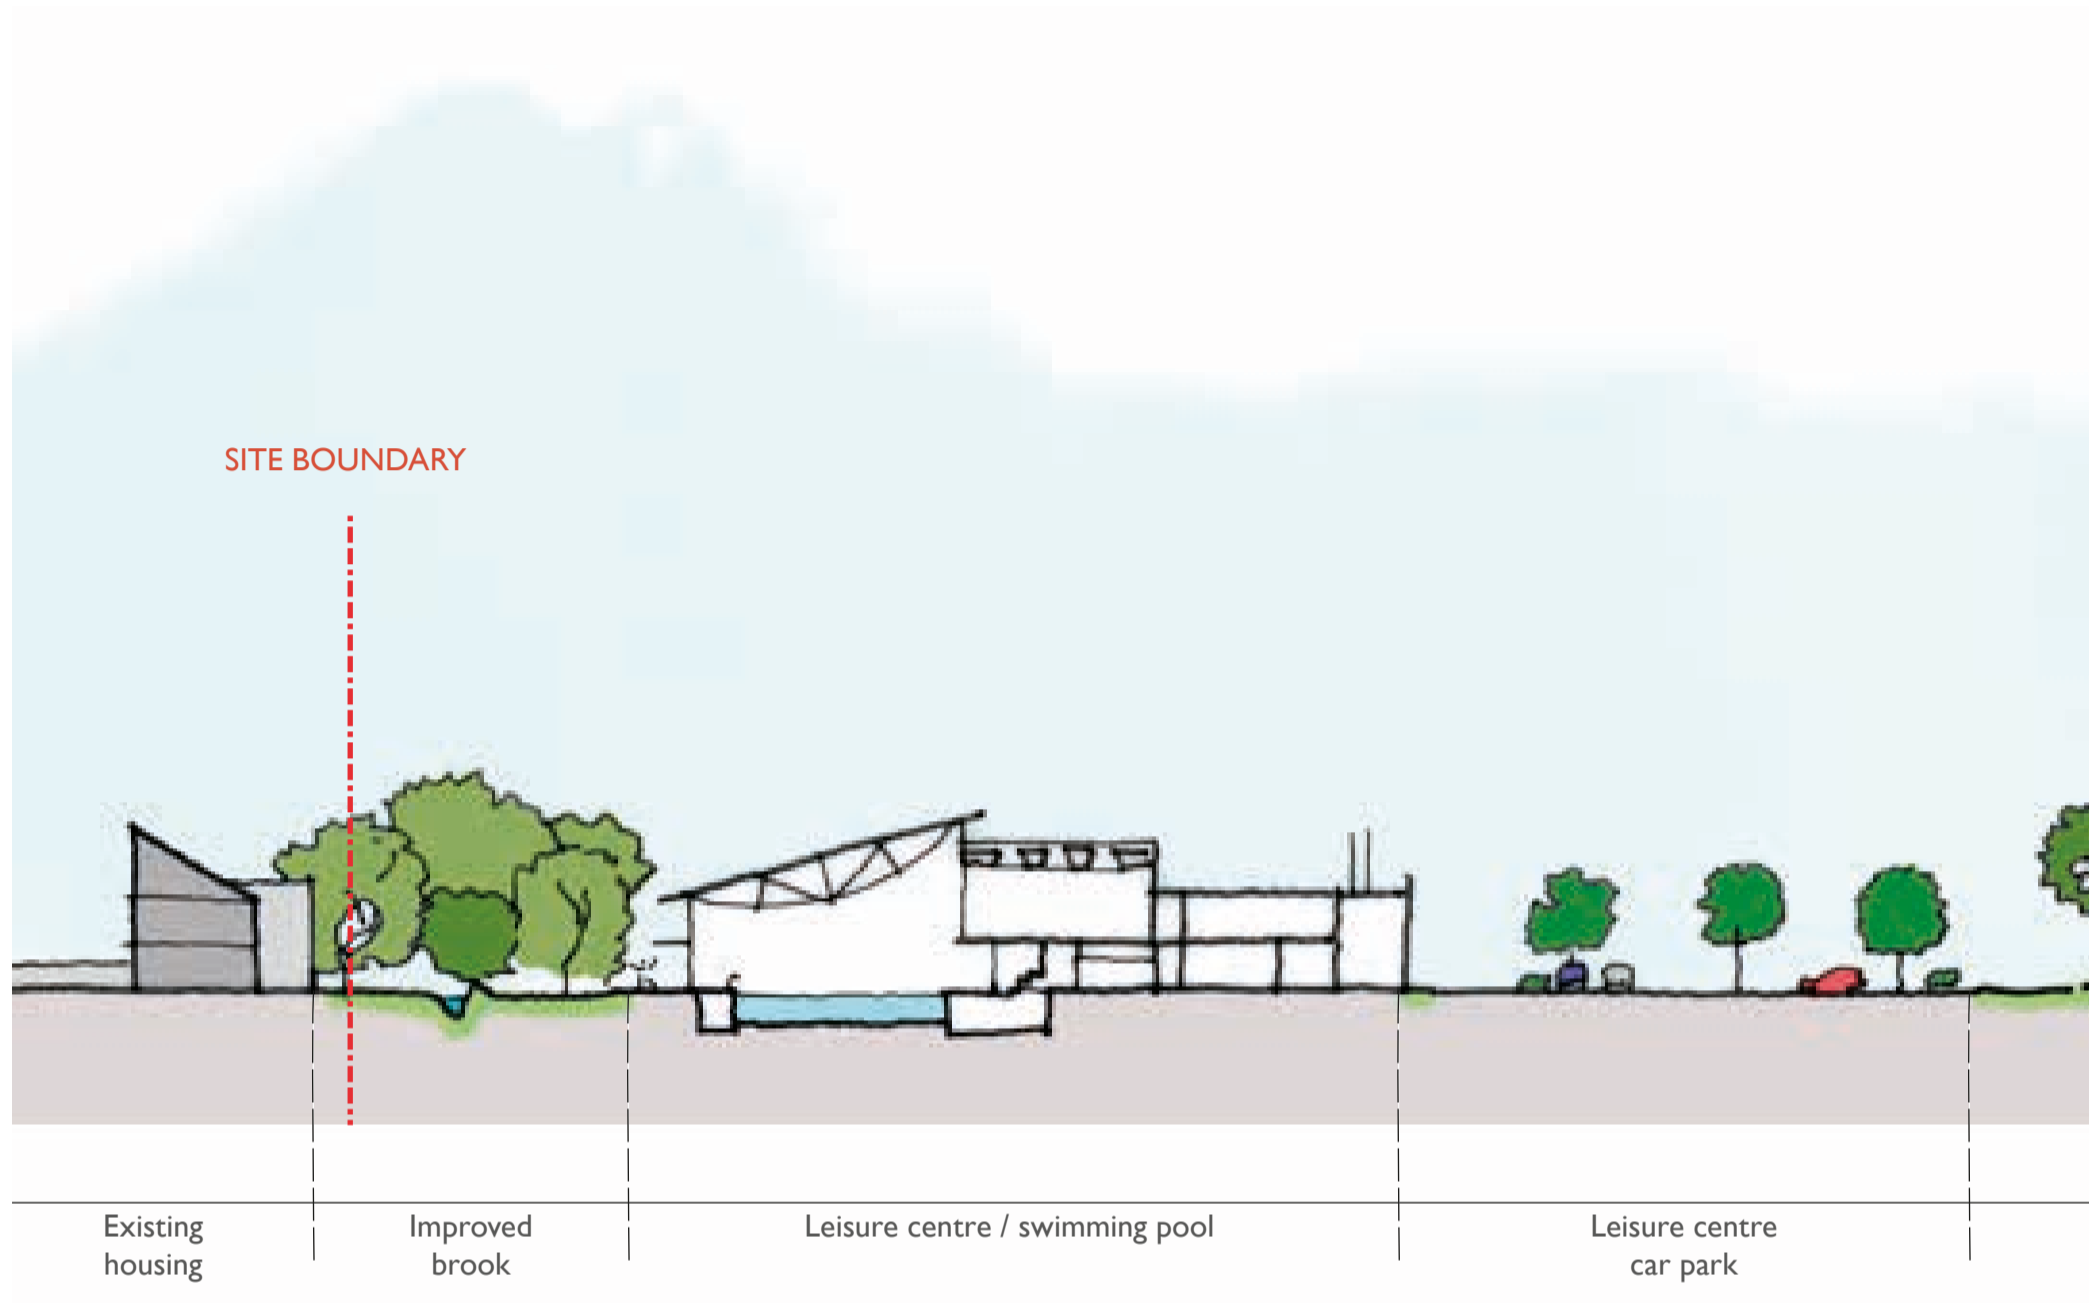 SITE BOUNDARY
Existing
housing
Improved
brook
Leisure centre / swimming pool
Leisure centre
car park